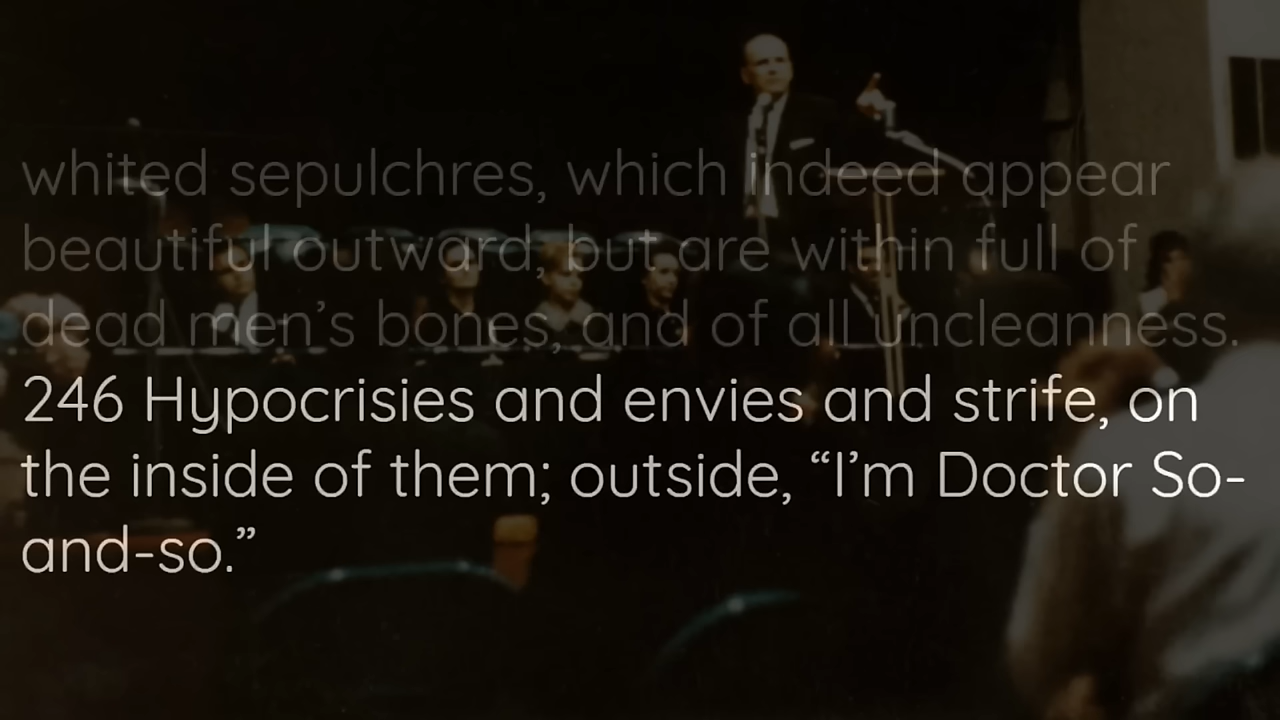 whited sepulchres, which indeed appear
beautiful outward, but are within full of
dead men’s bones, and of all uncleanness.
246 Hypocrisies and envies and strife, on
the inside of them; outside, “I’m Doctor So-
and-so.”